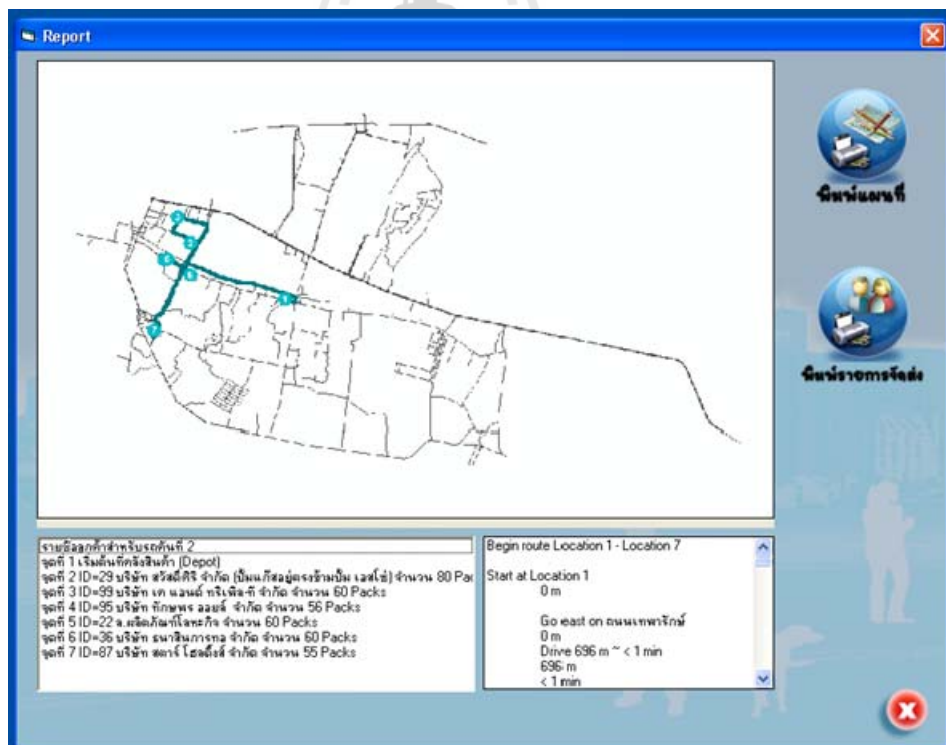 Report
พิมพ์แผนที่
พิมพ์รายการจัดส่ง
3
2
5
6
1
7
รายชื่อลูกค้าสำหรับรถคันที่ 2
จุดที่ 1 เริ่มต้นที่คลังสินค้า (Depot)
จุดที่ 2 ID=29 บริษัท สวัสดิ์ศิริ จำกัด (ปั๊มแก๊สอยู่ตรงข้ามปั๊ม เอสโซ่) จำนวน 80 Pac
จุดที่ 3 ID=99 บริษัท เค แอนด์ ทริเพิล-ที จำกัด จำนวน 60 Packs
จุดที่ 4 ID=95 บริษัท ทักษพร ออยล์ จำกัด จำนวน 56 Packs
จุดที่ 5 ID=22 จ.ผลิตภัณฑ์โลหะกิจ จำนวน 60 Packs
จุดที่ 6 ID=36 บริษัท ธนาสินการทอ จำกัด จำนวน 60 Packs
จุดที่ 7 ID=87 บริษัท สตาร์ โฮลดิ้งส์ จำกัด จำนวน 55 Packs
Begin route Location 1 - Location 7
Start at Location 1
0 m
Go east on ถนนเทพารักษ์
0 m
Drive 696 m ~ < 1 min
696 m
< 1 min